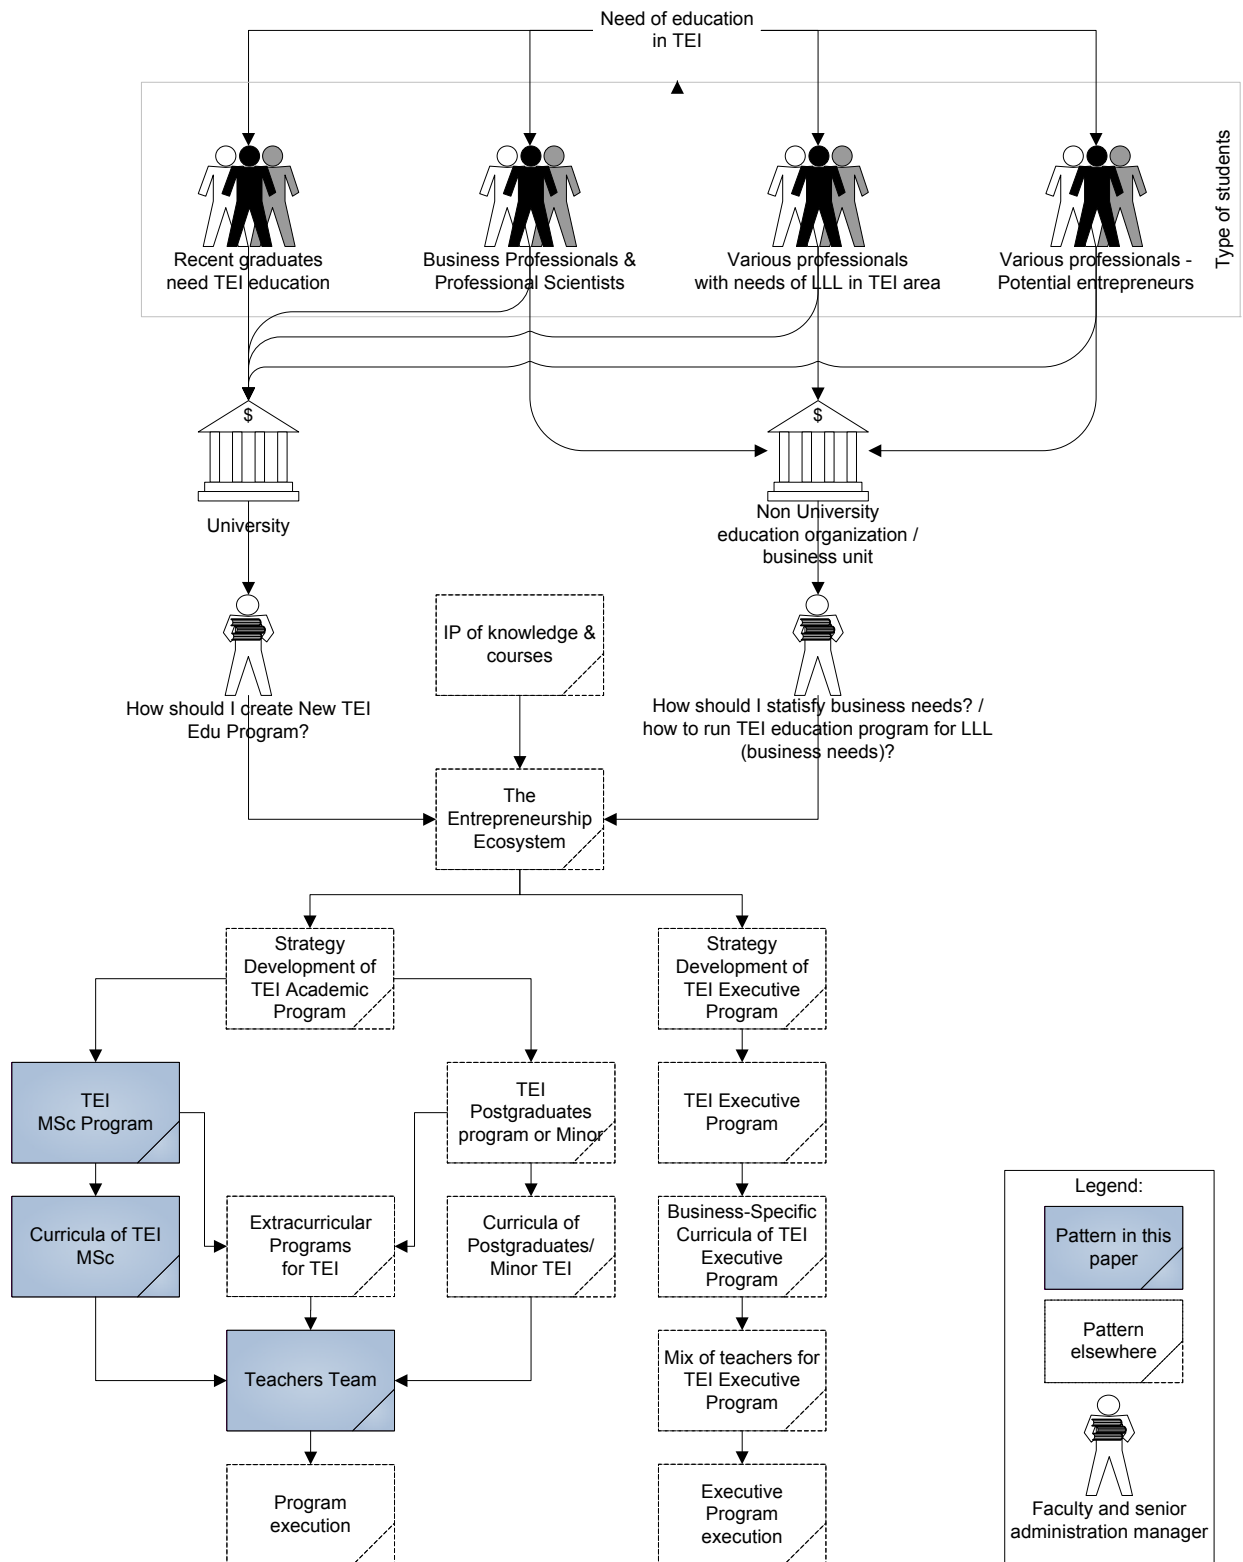 Need of education
in TEI
Type of students
Recent graduates
need TEI education
Business Professionals &
Professional Scientists
Various professionals
with needs of LLL in TEI area
Various professionals -
Potential entrepreneurs
$
$
University
Non University
education organization /
business unit
IP of knowledge &
courses
How should I create New TEI
Edu Program?
How should I statisfy business needs? /
how to run TEI education program for LLL
(business needs)?
The
Entrepreneurship
Ecosystem
Strategy
Development of
TEI Academic
Program
Strategy
Development of
TEI Executive
Program
TEI
MSc Program
TEI
Postgraduates
program or Minor
TEI Executive
Program
Curricula of TEI
MSc
Extracurricular
Programs
for TEI
Curricula of
Postgraduates/
Minor TEI
Business-Specific
Curricula of TEI
Executive
Program
Teachers Team
Mix of teachers for
TEI Executive
Program
Program
execution
Executive
Program
execution
Legend:
Pattern in this
paper
Pattern
elsewhere
Faculty and senior
administration manager